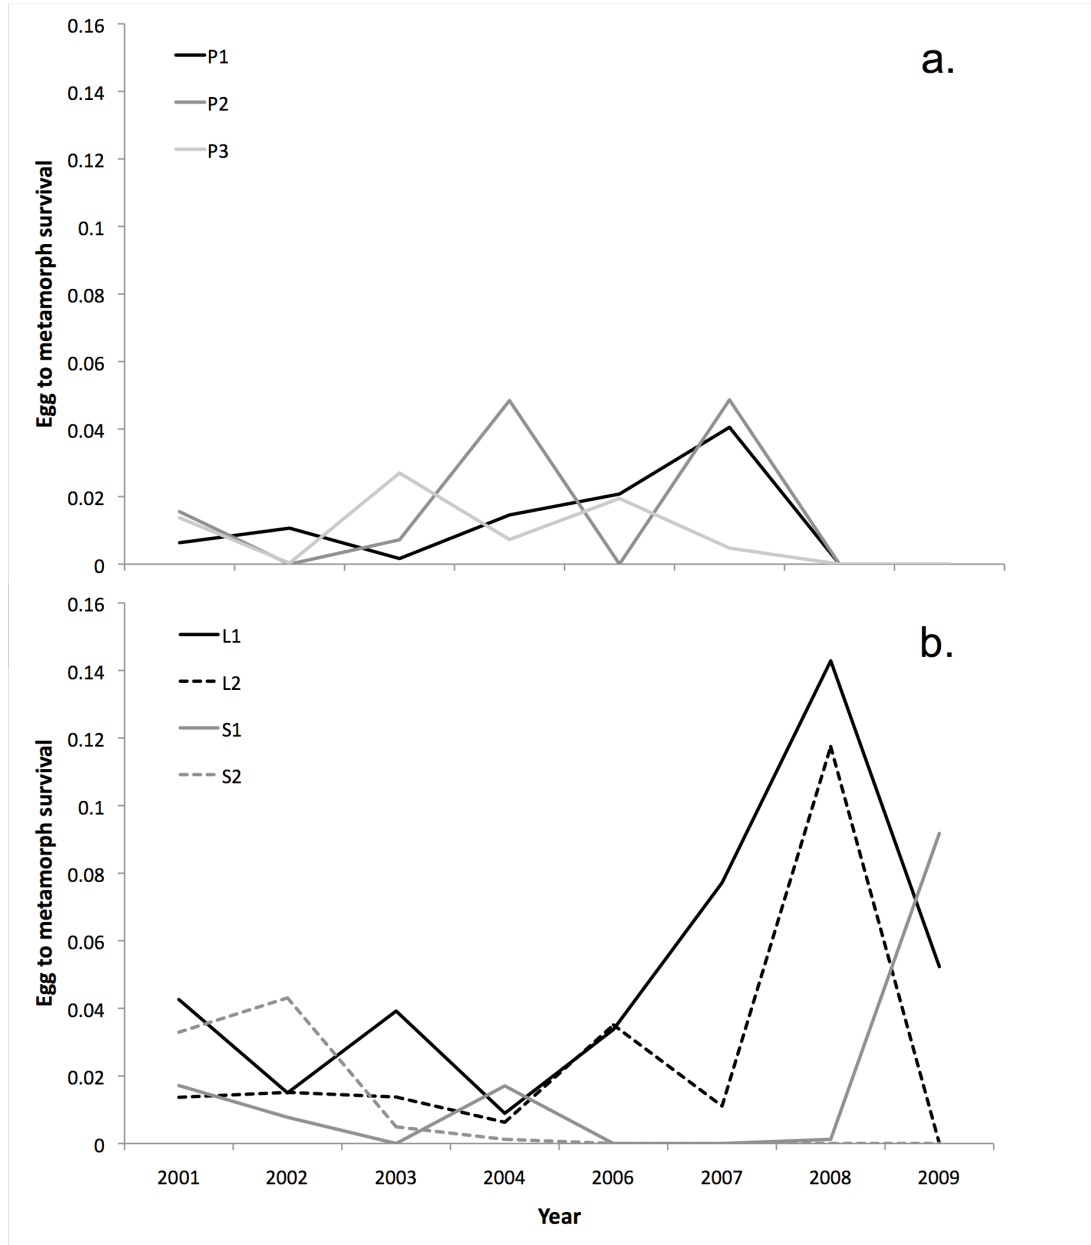 a.
P1
P2
P3
0.16
0.14
0.12
0.1
0.08
0.06
0.04
0.02
0
Egg to metamorph survival
b.
L1
L2
S1
S2
0.16
0.14
0.12
0.1
0.08
0.06
0.04
0.02
0
Egg to metamorph survival
2001 2002 2003 2004 2006 2007 2008 2009
Year